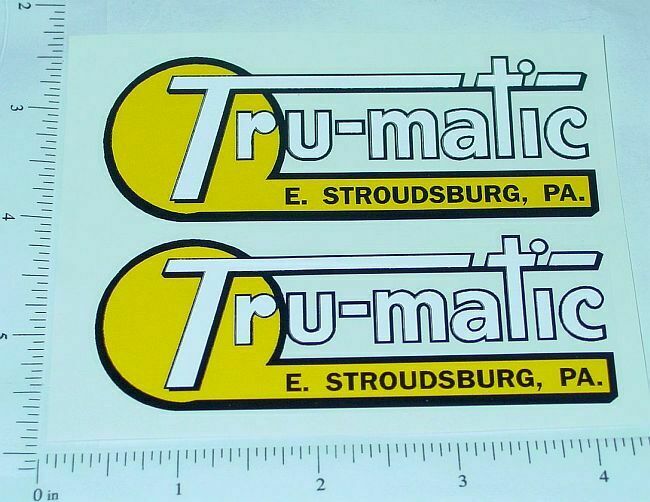 2
3
4
5
Tru-matic
E. STROUDSBURG, PA.
Tru-matic
E. STROUDSBURG, PA.
0 in 1 2 3 4